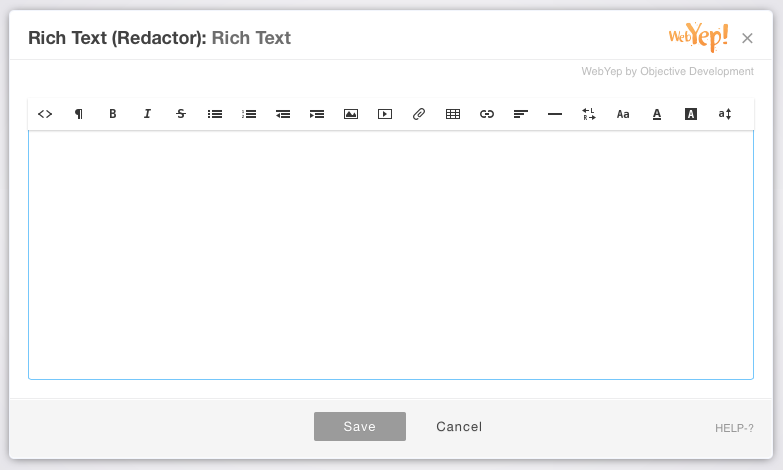 Rich Text (Redactor): Rich Text
WebYep!
WebYep by Objective Development
<> ¶ B I S Aa A A a
Save Cancel
HELP-?